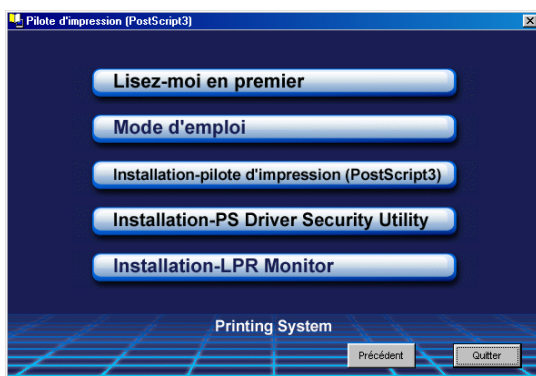 Pilote d'impression (PostScript3)
Lisez-moi en premier
Mode d'emploi
Installation-pilote d'impression (PostScript3)
Installation-PS Driver Security Utility
Installation-LPR Monitor
Printing System
Précédent
Quitter